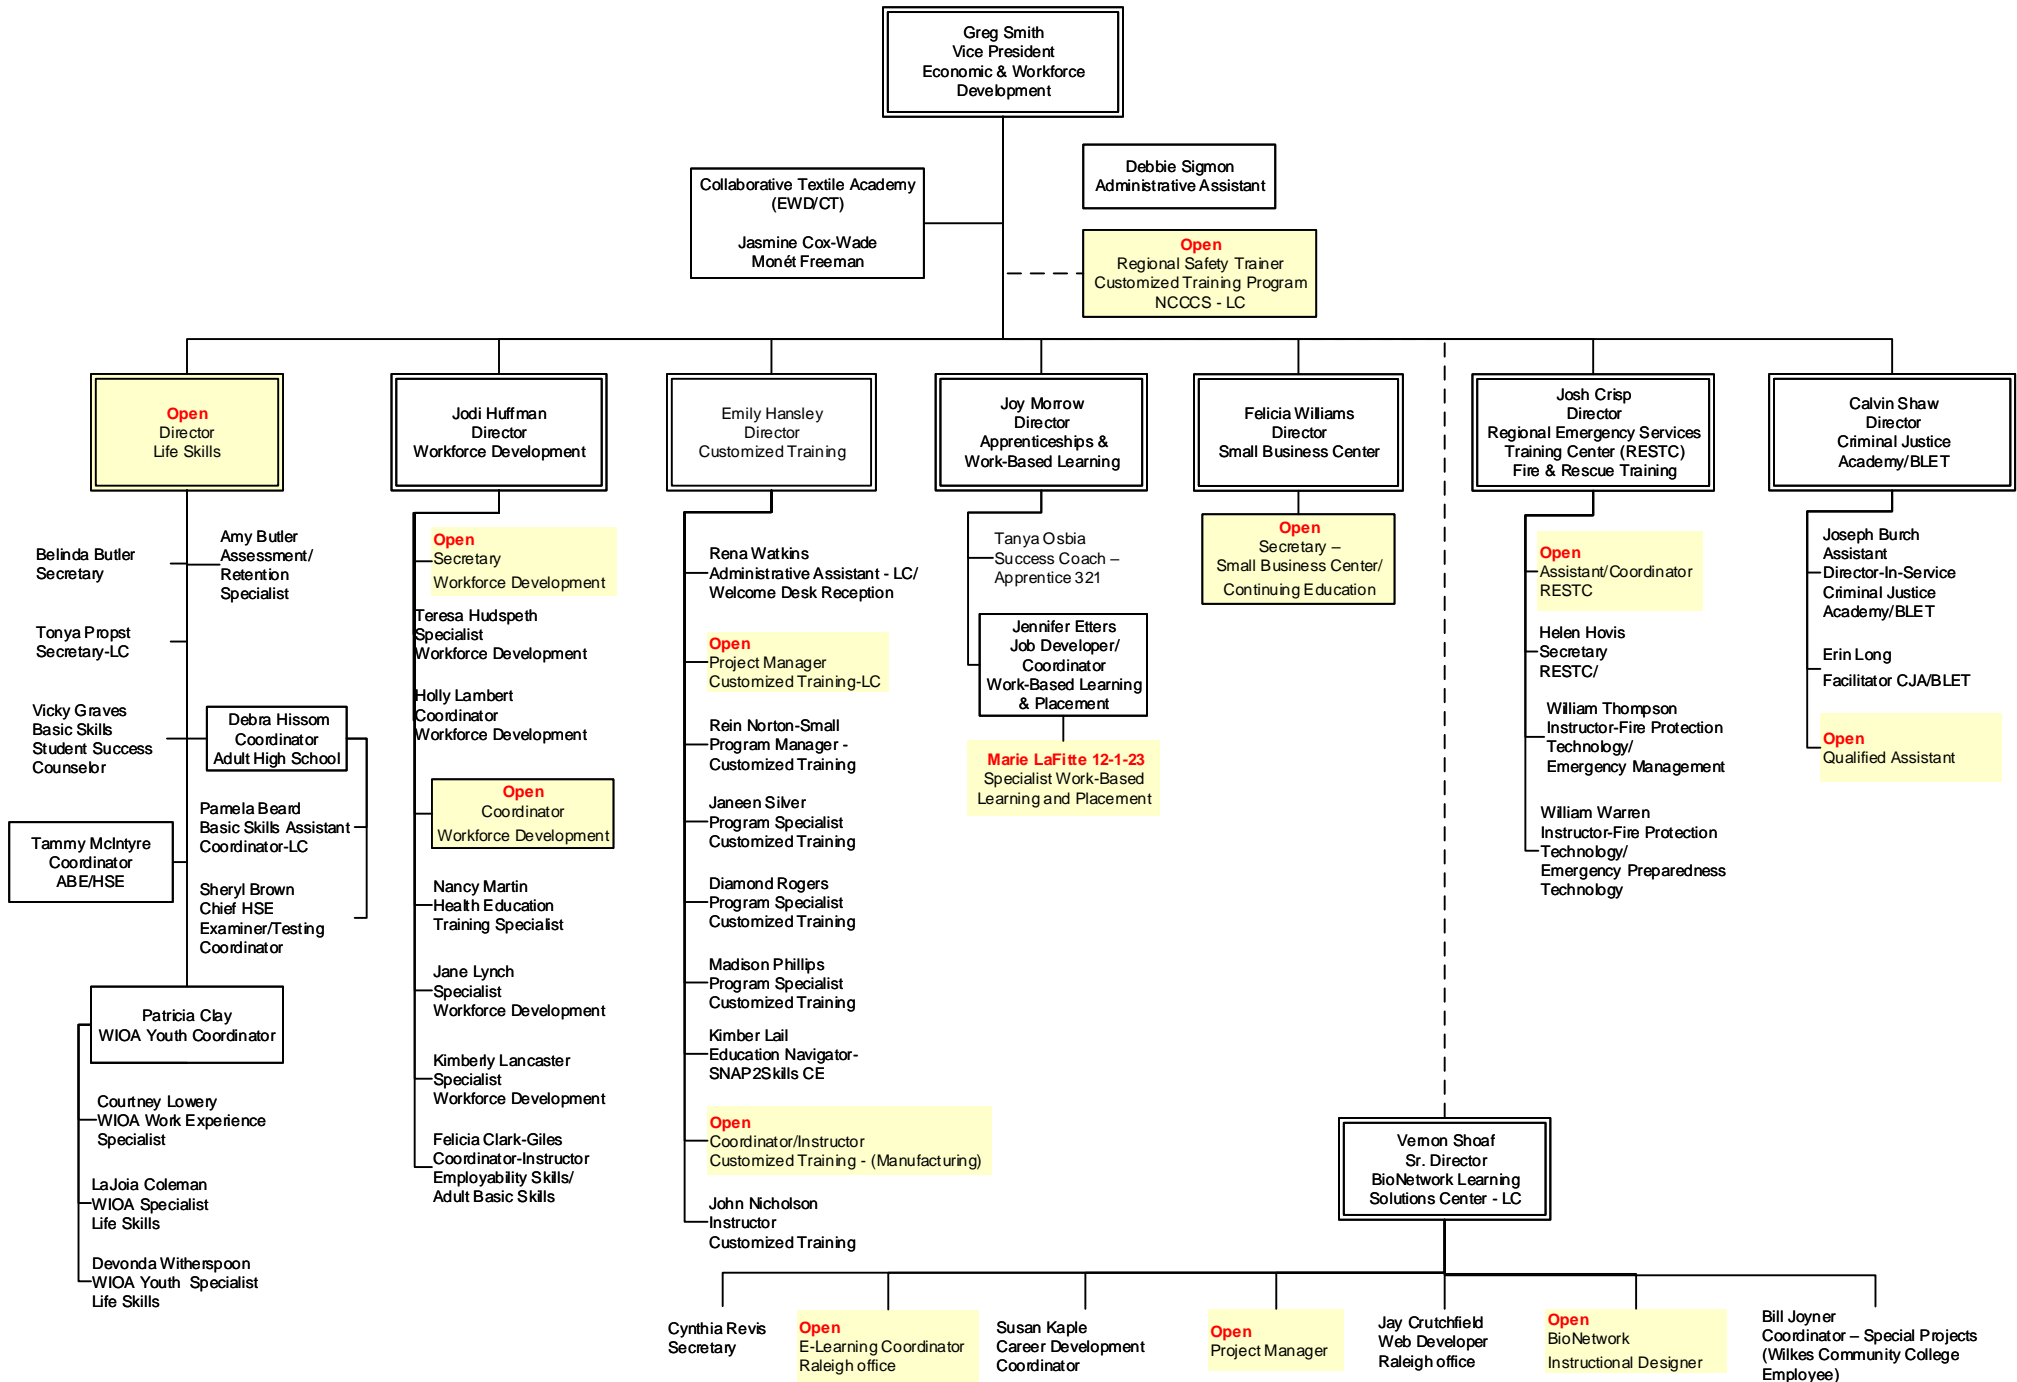 Greg Smith
Vice President
Economic & Workforce
Development
Debbie Sigmon
Administrative Assistant
Collaborative Textile Academy
(EWD/CT)
Jasmine Cox-Wade
Monét Freeman
Open
Regional Safety Trainer
Customized Training Program
NCCCS - LC
Open
Director
Life Skills
Jodi Huffman
Director
Workforce Development
Emily Hansley
Director
Customized Training
Joy Morrow
Director
Apprenticeships &
Work-Based Learning
Felicia Williams
Director
Small Business Center
Josh Crisp
Director
Regional Emergency Services
Training Center (RESTC)
Fire & Rescue Training
Calvin Shaw
Director
Criminal Justice
Academy/BLET
Belinda Butler
Secretary
Amy Butler
Assessment/
Retention
Specialist
Tonya Propst
Secretary-LC
Vicky Graves
Basic Skills
Student Success
Counselor
Debra Hissom
Coordinator
Adult High School
Pamela Beard
Basic Skills Assistant
Coordinator-LC
Tammy McIntyre
Coordinator
ABE/HSE
Sheryl Brown
Chief HSE
Examiner/Testing
Coordinator
Patricia Clay
WIOA Youth Coordinator
Courtney Lowery
WIOA Work Experience
Specialist
LaJoia Coleman
WIOA Specialist
Life Skills
Devonda Witherspoon
WIOA Youth  Specialist
Life Skills
Open
Secretary
Workforce Development
Teresa Hudspeth
Specialist
Workforce Development
Holly Lambert
Coordinator
Workforce Development
Open
Coordinator
Workforce Development
Nancy Martin
Health Education
Training Specialist
Jane Lynch
Specialist
Workforce Development
Kimberly Lancaster
Specialist
Workforce Development
Felicia Clark-Giles
Coordinator-Instructor
Employability Skills/
Adult Basic Skills
Rena Watkins
Administrative Assistant - LC/
Welcome Desk Reception
Open
Project Manager
Customized Training-LC
Rein Norton-Small
Program Manager -
Customized Training
Janeen Silver
Program Specialist
Customized Training
Diamond Rogers
Program Specialist
Customized Training
Madison Phillips
Program Specialist
Customized Training
Kimber Lail
Education Navigator-
SNAP2Skills CE
Open
Coordinator/Instructor
Customized Training - (Manufacturing)
John Nicholson
Instructor
Customized Training
Tanya Osbia
Success Coach –
Apprentice 321
Jennifer Etters
Job Developer/
Coordinator
Work-Based Learning
& Placement
Marie LaFitte 12-1-23
Specialist Work-Based
Learning and Placement
Open
Secretary –
Small Business Center/
Continuing Education
Open
Assistant/Coordinator
RESTC
Helen Hovis
Secretary
RESTC/
William Thompson
Instructor-Fire Protection
Technology/
Emergency Management
William Warren
Instructor-Fire Protection
Technology/
Emergency Preparedness
Technology
Joseph Burch
Assistant
Director-In-Service
Criminal Justice
Academy/BLET
Erin Long
Facilitator CJA/BLET
Open
Qualified Assistant
Vernon Shoaf
Sr. Director
BioNetwork Learning
Solutions Center - LC
Cynthia Revis
Secretary
Open
E-Learning Coordinator
Raleigh office
Susan Kaple
Career Development
Coordinator
Open
Project Manager
Jay Crutchfield
Web Developer
Raleigh office
Open
BioNetwork
Instructional Designer
Bill Joyner
Coordinator – Special Projects
(Wilkes Community College
Employee)